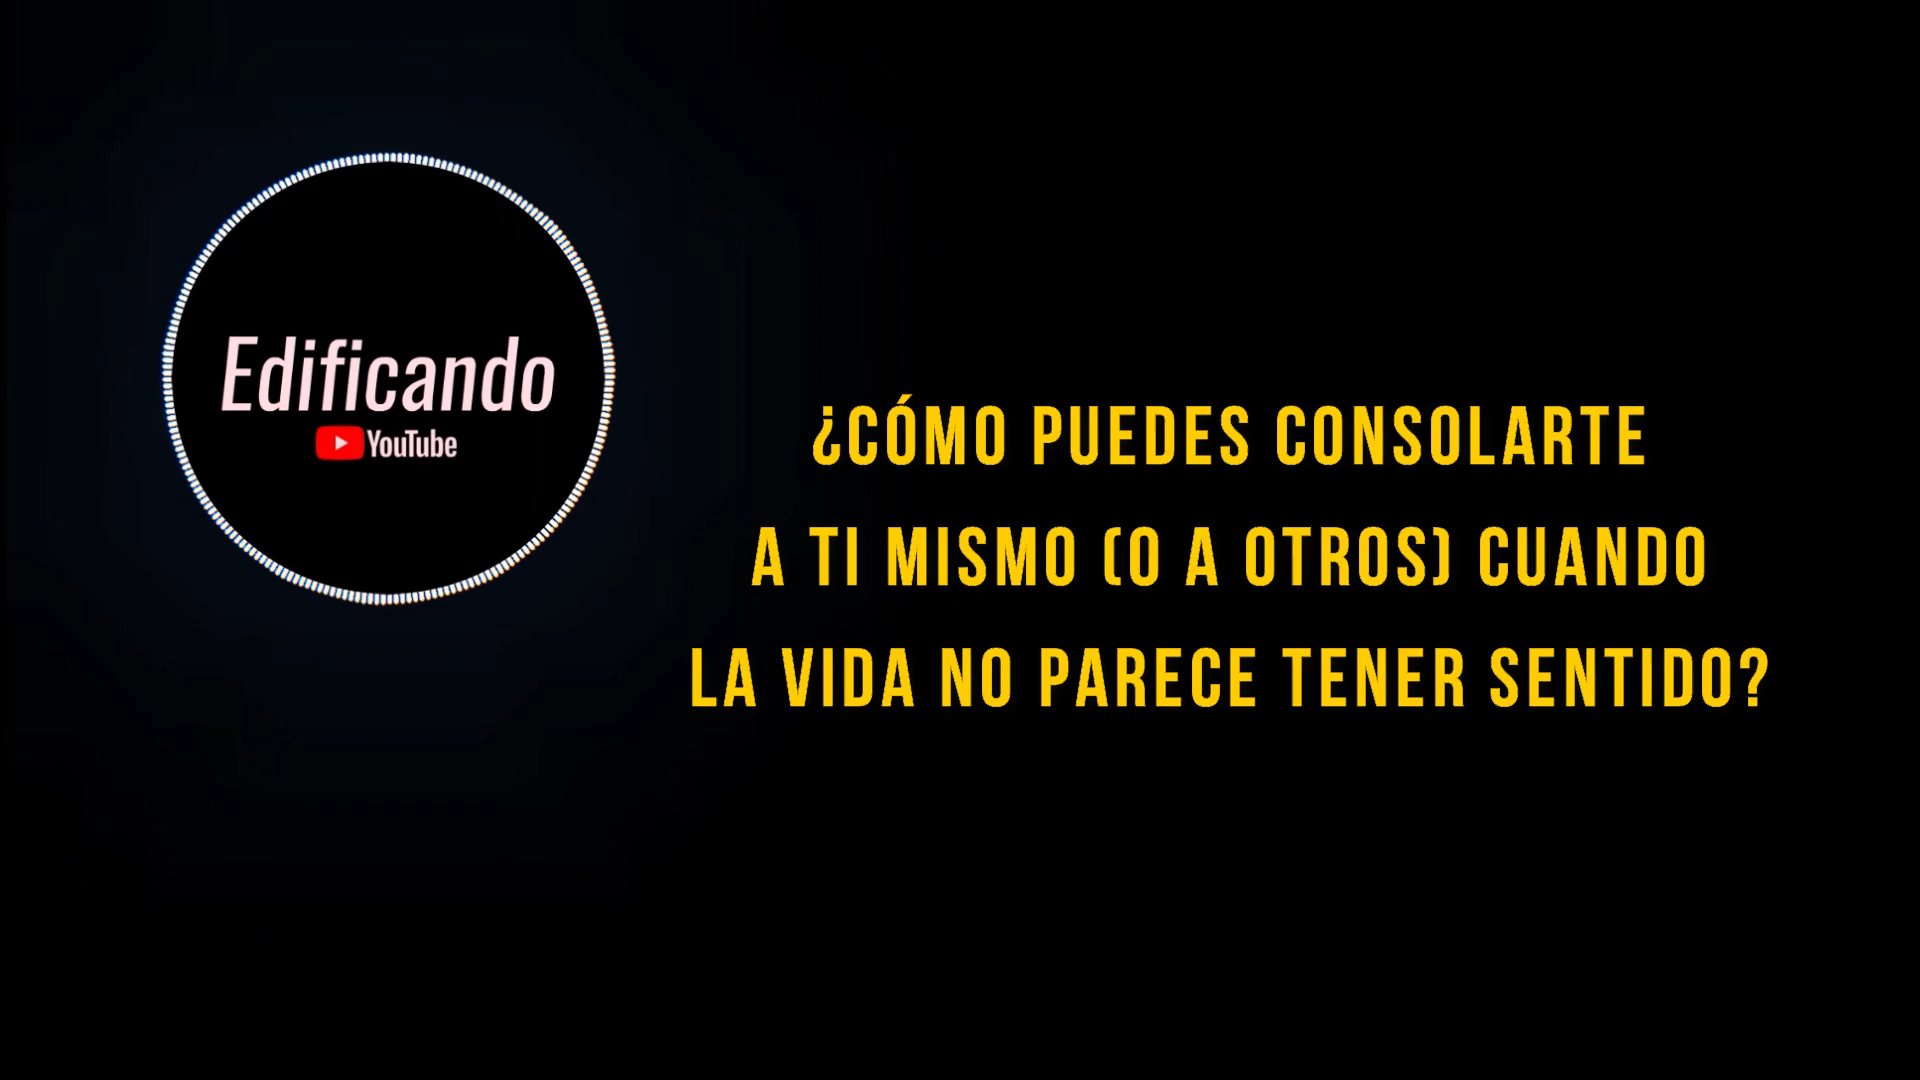 Edificando
YouTube
¿CÓMO PUEDES CONSOLARTE
A TI MISMO (O A OTROS) CUANDO
LA VIDA NO PARECE TENER SENTIDO?